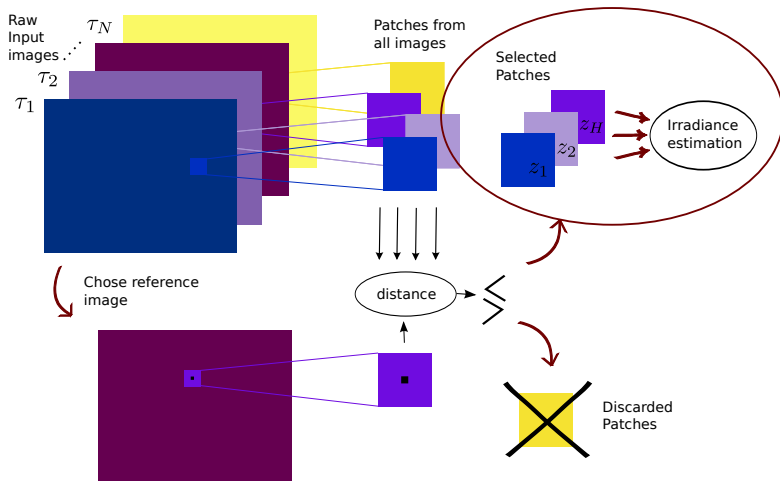 Raw
Input
images
τN
τ2
τ1
Patches from
all images
Selected
Patches
zH
z2
z1
Irradiance
estimation
Chose reference
image
distance
Discarded
Patches